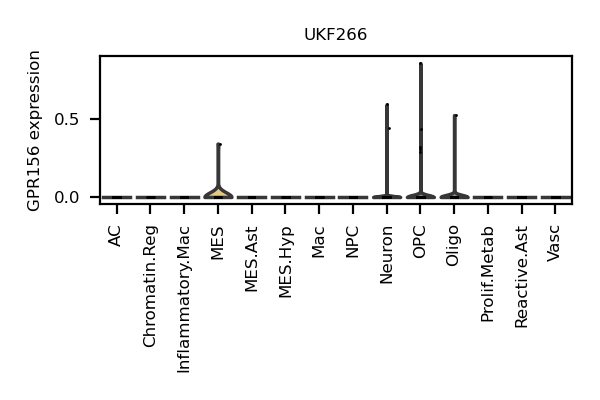 UKF266
GPR156 expression
0.5
0.0
AC
Chromatin.Reg
Inflammatory.Mac
MES
MES.Ast
MES.Hyp
Mac
NPC
Neuron
OPC
Oligo
Prolif.Metab
Reactive.Ast
Vasc